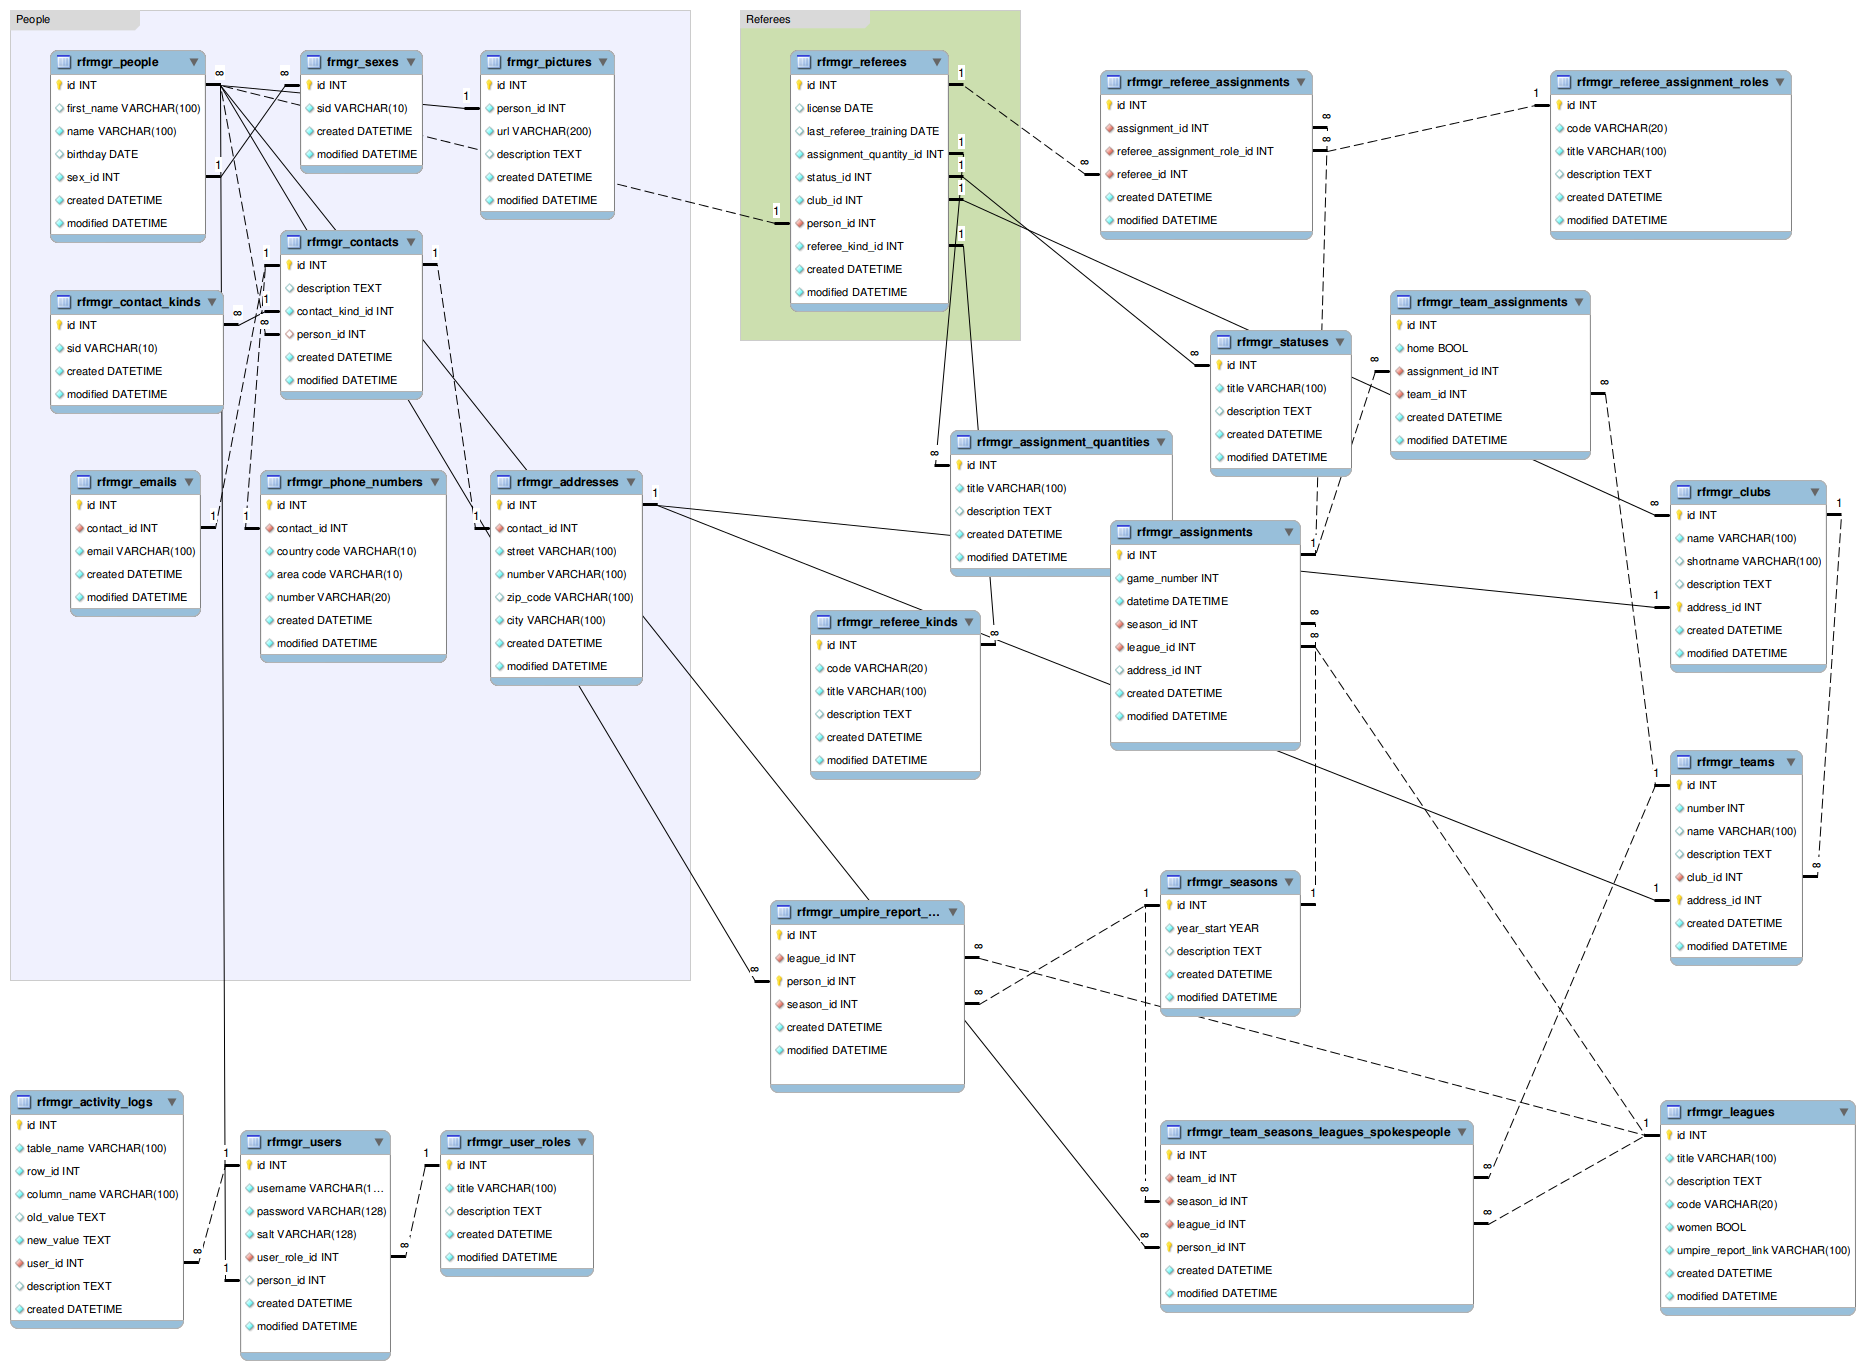 People
rfrmgr_people
id INT
first_name VARCHAR(100)
name VARCHAR(100)
birthday DATE
sex_id INT
created DATETIME
modified DATETIME
frmgr_sexes
id INT
sid VARCHAR(10)
created DATETIME
modified DATETIME
frmgr_pictures
id INT
person_id INT
url VARCHAR(200)
description TEXT
created DATETIME
modified DATETIME
rfrmgr_contacts
id INT
description TEXT
contact_kind_id INT
person_id INT
created DATETIME
modified DATETIME
rfrmgr_contact_kinds
id INT
sid VARCHAR(10)
created DATETIME
modified DATETIME
rfrmgr_emails
id INT
contact_id INT
email VARCHAR(100)
created DATETIME
modified DATETIME
rfrmgr_phone_numbers
id INT
contact_id INT
country code VARCHAR(10)
area code VARCHAR(10)
number VARCHAR(20)
created DATETIME
modified DATETIME
rfrmgr_addresses
id INT
contact_id INT
street VARCHAR(100)
number VARCHAR(100)
zip_code VARCHAR(100)
city VARCHAR(100)
created DATETIME
modified DATETIME
Referees
rfrmgr_referees
id INT
license DATE
last_referee_training DATE
assignment_quantity_id INT
status_id INT
club_id INT
person_id INT
referee_kind_id INT
created DATETIME
modified DATETIME
rfrmgr_referee_assignments
id INT
assignment_id INT
referee_assignment_role_id INT
referee_id INT
created DATETIME
modified DATETIME
rfrmgr_referee_assignment_roles
id INT
code VARCHAR(20)
title VARCHAR(100)
description TEXT
created DATETIME
modified DATETIME
rfrmgr_statuses
id INT
title VARCHAR(100)
description TEXT
created DATETIME
modified DATETIME
rfrmgr_team_assignments
id INT
home BOOL
assignment_id INT
team_id INT
created DATETIME
modified DATETIME
rfrmgr_assignment_quantities
id INT
title VARCHAR(100)
description TEXT
created DATETIME
modified DATETIME
rfrmgr_assignments
id INT
game_number INT
datetime DATETIME
season_id INT
league_id INT
address_id INT
created DATETIME
modified DATETIME
rfrmgr_clubs
id INT
name VARCHAR(100)
shortname VARCHAR(100)
description TEXT
address_id INT
created DATETIME
modified DATETIME
rfrmgr_referee_kinds
id INT
code VARCHAR(20)
title VARCHAR(100)
description TEXT
created DATETIME
modified DATETIME
rfrmgr_teams
id INT
number INT
name VARCHAR(100)
description TEXT
club_id INT
address_id INT
created DATETIME
modified DATETIME
rfrmgr_seasons
id INT
year_start YEAR
description TEXT
created DATETIME
modified DATETIME
rfrmgr_umpire_report_...
id INT
league_id INT
person_id INT
season_id INT
created DATETIME
modified DATETIME
rfrmgr_activity_logs
id INT
table_name VARCHAR(100)
row_id INT
column_name VARCHAR(100)
old_value TEXT
new_value TEXT
user_id INT
description TEXT
created DATETIME
rfrmgr_users
id INT
username VARCHAR(1...
password VARCHAR(128)
salt VARCHAR(128)
user_role_id INT
person_id INT
created DATETIME
modified DATETIME
rfrmgr_user_roles
id INT
title VARCHAR(100)
description TEXT
created DATETIME
modified DATETIME
rfrmgr_team_seasons_leagues_spokespeople
id INT
team_id INT
season_id INT
league_id INT
person_id INT
created DATETIME
modified DATETIME
rfrmgr_leagues
id INT
title VARCHAR(100)
description TEXT
code VARCHAR(20)
women BOOL
umpire_report_link VARCHAR(100)
created DATETIME
modified DATETIME